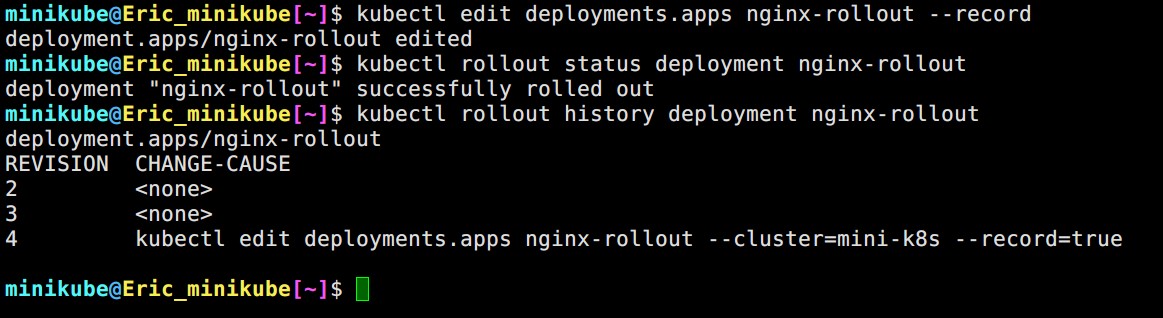 minikube@Eric_minikube[~]$ kubectl edit deployments.apps nginx-rollout --record
deployment.apps/nginx-rollout edited
minikube@Eric_minikube[~]$ kubectl rollout status deployment nginx-rollout
deployment "nginx-rollout" successfully rolled out
minikube@Eric_minikube[~]$ kubectl rollout history deployment nginx-rollout
deployment.apps/nginx-rollout
REVISION  CHANGE-CAUSE
2         <none>
3         <none>
4         kubectl edit deployments.apps nginx-rollout --cluster=mini-k8s --record=true
minikube@Eric_minikube[~]$